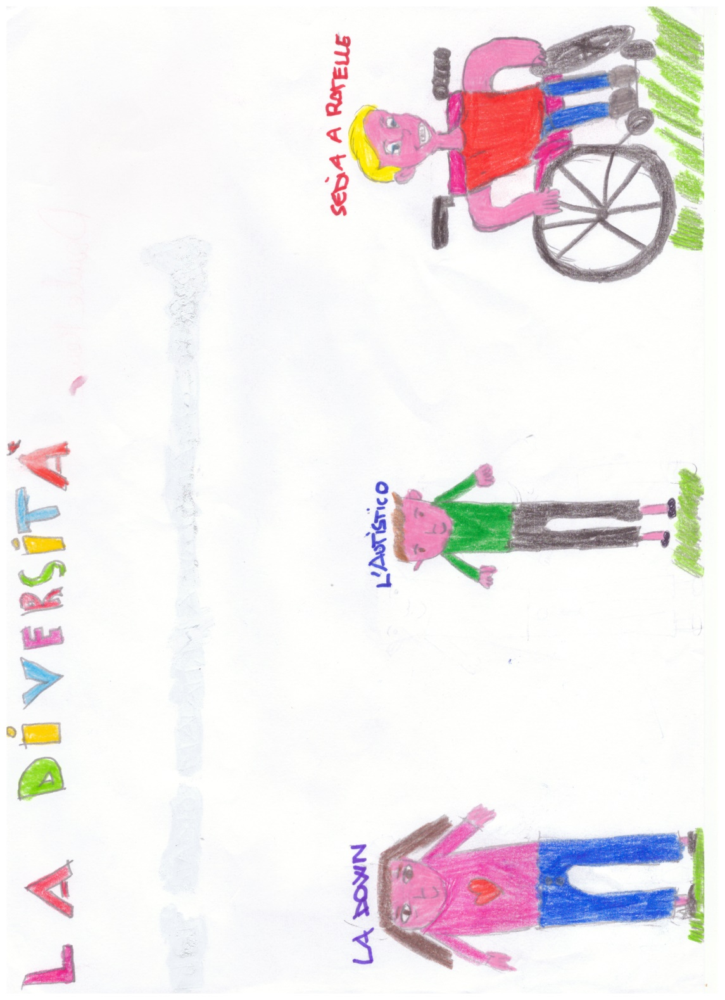 LA DiVERSiTÀ
LA DOWN
L'AUTiSTiCO
SEDiA A ROTELLE